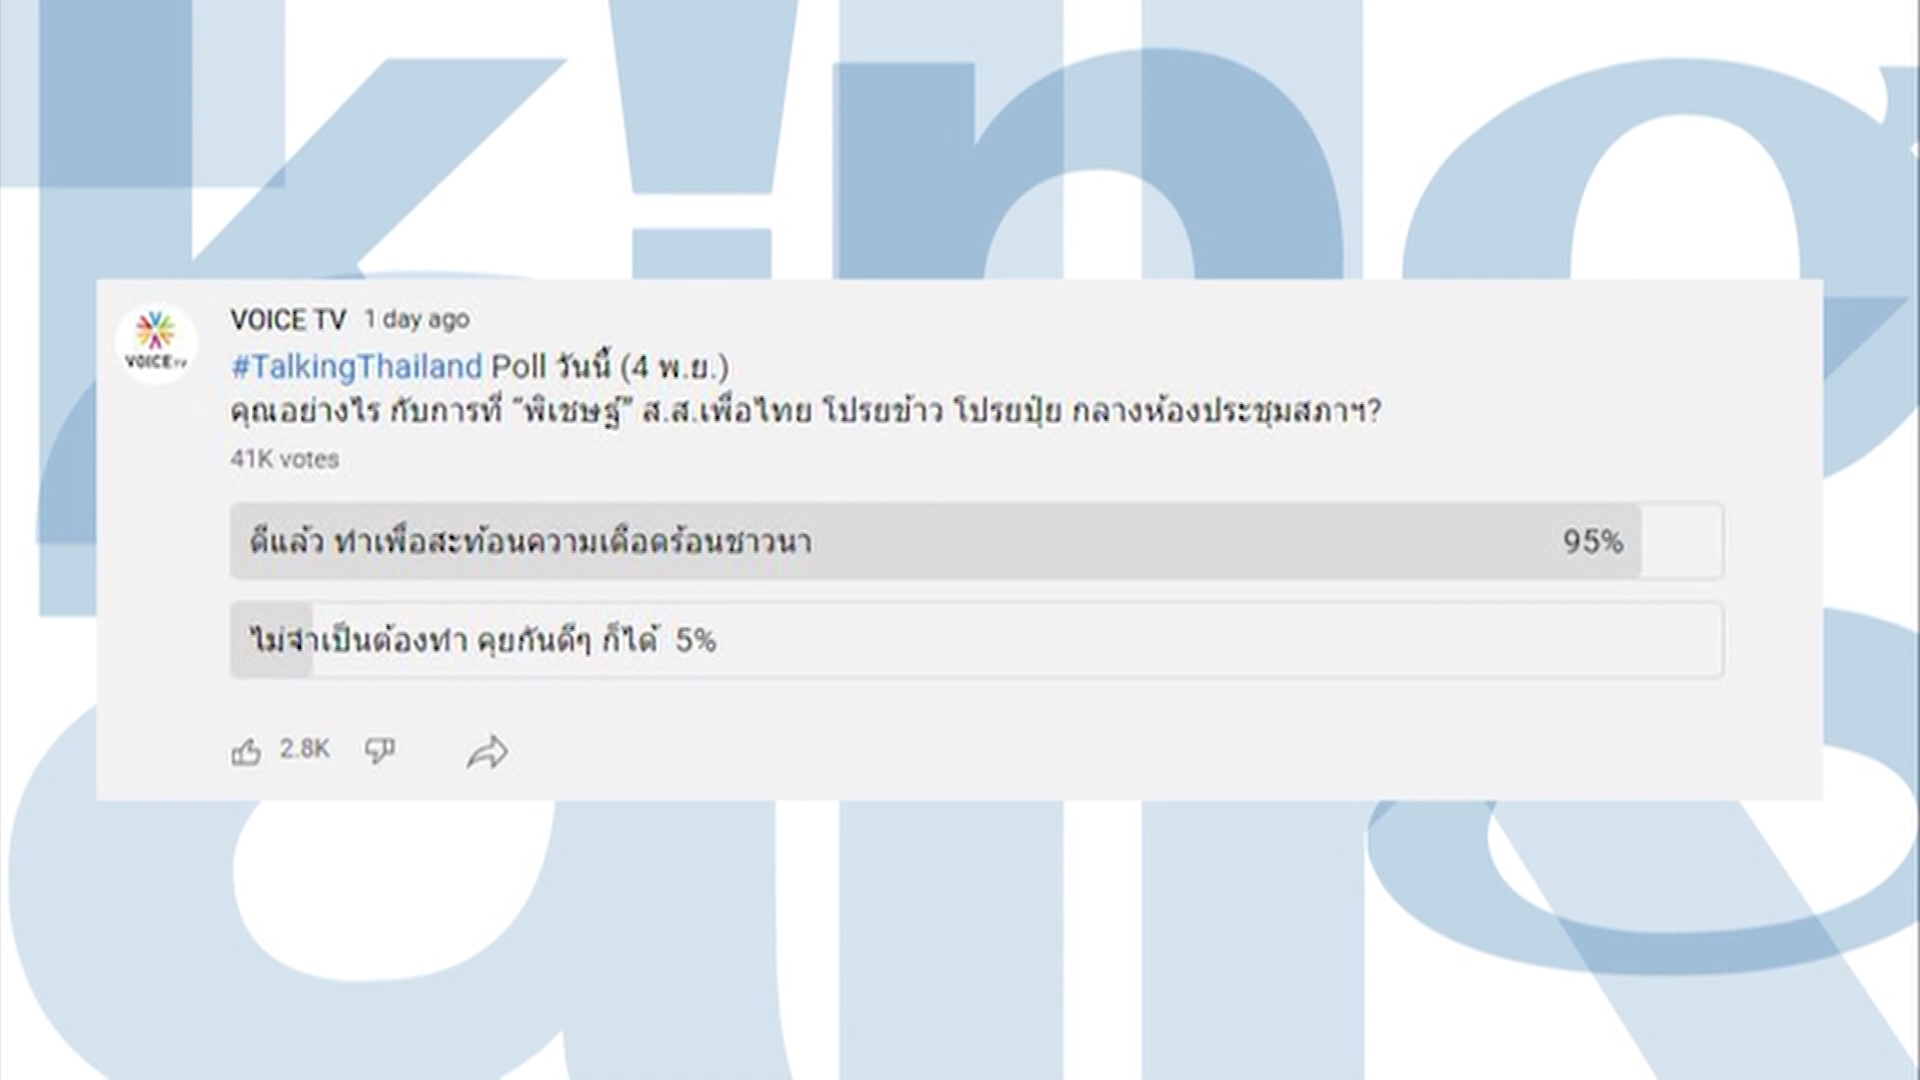 k!ng
VOICE TV 1 day ago
VOICE TV
#TalkingThailand Poll วันนี้ (4 พ.ย.)
คุณอย่างไร กับการที่ “พิเชษฐ์” ส.ส.เพื่อไทย โปรยข้าว โปรยปุ๋ย กลางห้องประชุมสภาฯ?
41K votes
ดีแล้ว ทำเพื่อสะท้อนความเดือดร้อนชาวนา 95%
ไม่จำเป็นต้องทำ คุยกันดีๆ ก็ได้ 5%
2.8K